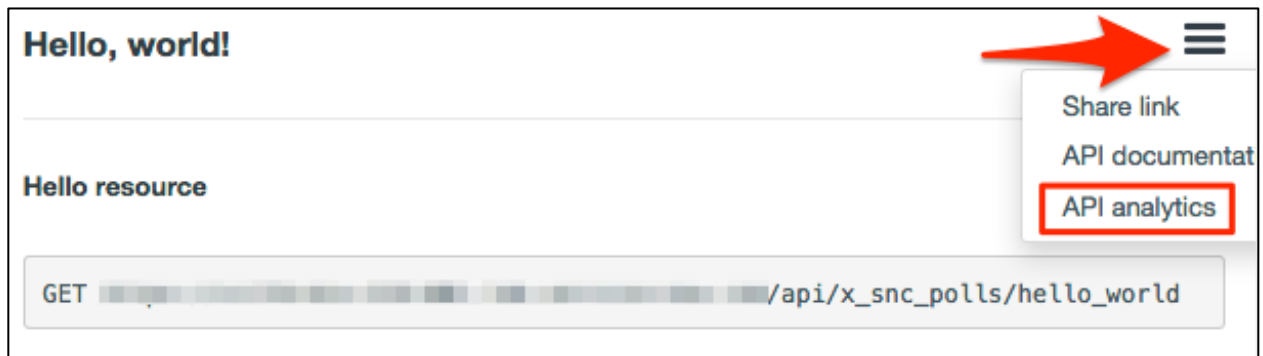 Hello, world!
Share link
API documentat
API analytics
Hello resource
GET /api/x_snc_polls/hello_world